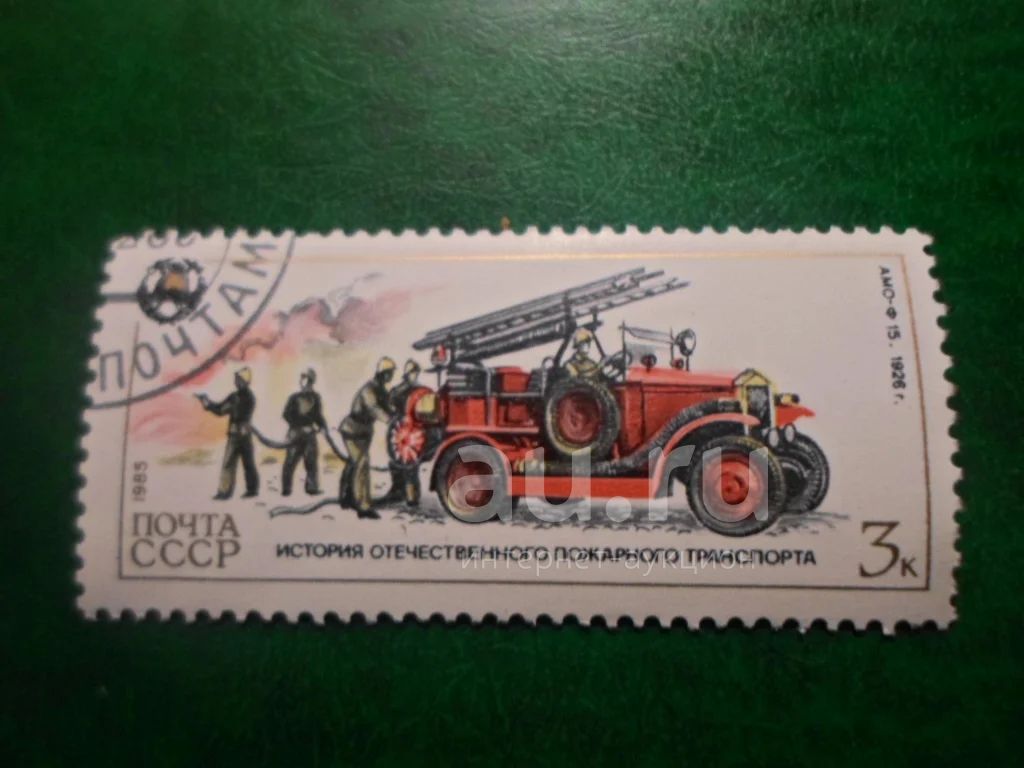 ПОЧТАМ
АМО-Ф 15. 1926 г.
1985
ПОЧТА
СССР
ИСТОРИЯ ОТЕЧЕСТВЕННОГО ПОЖАРНОГО ТРАНСПОРТА
3к
au.ru
интернет-аукцион